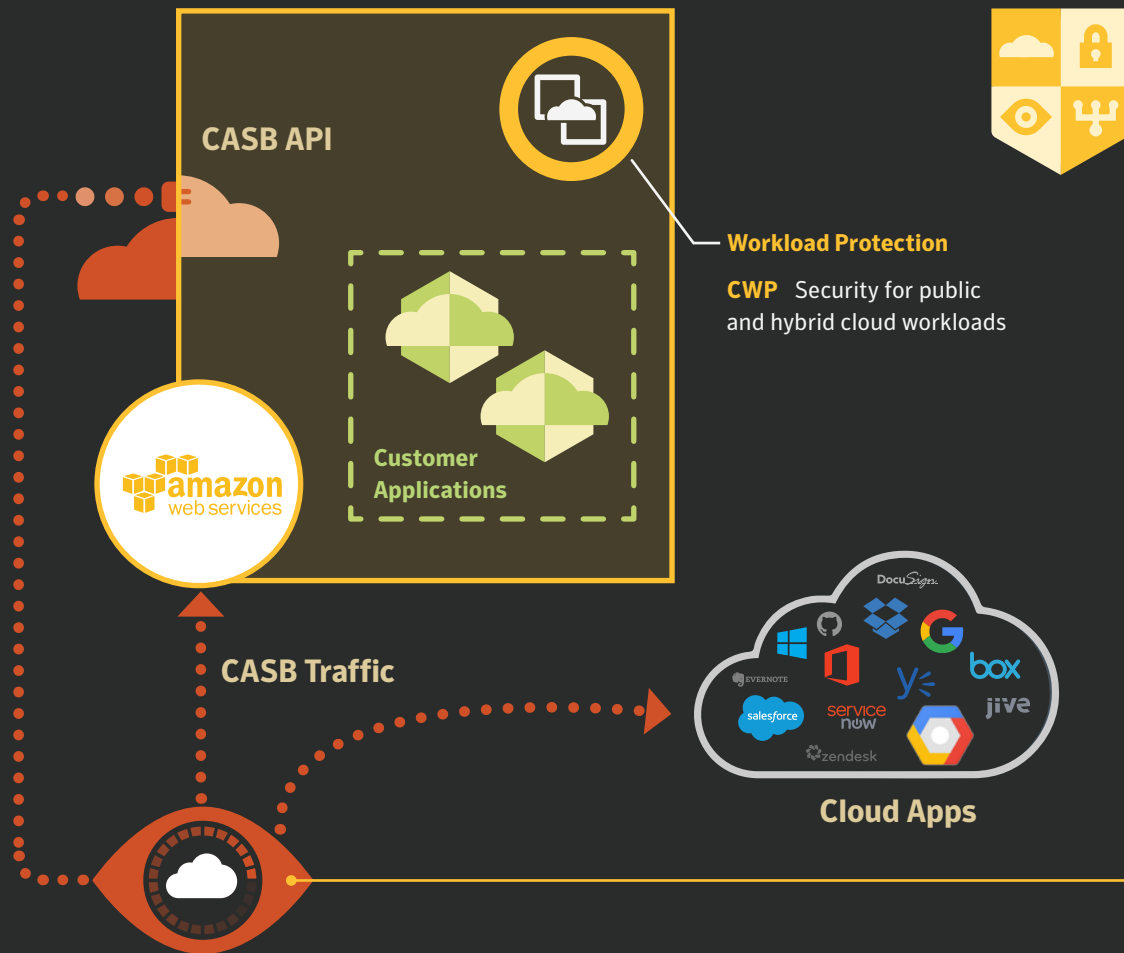 CASB API
Workload Protection
CWP Security for public
and hybrid cloud workloads
Customer
Applications
amazon
web services
CASB Traffic
DocuSign
EVERNOTE
box
salesforce
service
now
jive
zendesk
Cloud Apps